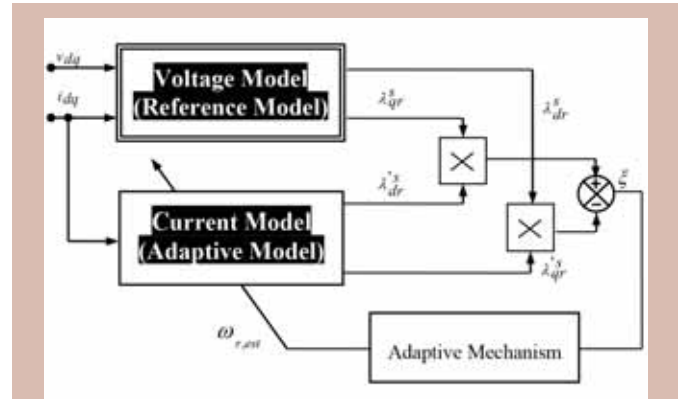 v_dq
i_dq
Voltage Model
(Reference Model)
λ^s_qr
λ^s_dr
λ'^s_dr
×
+
−
ξ
Current Model
(Adaptive Model)
×
λ'^s_qr
ω_r,est
Adaptive Mechanism